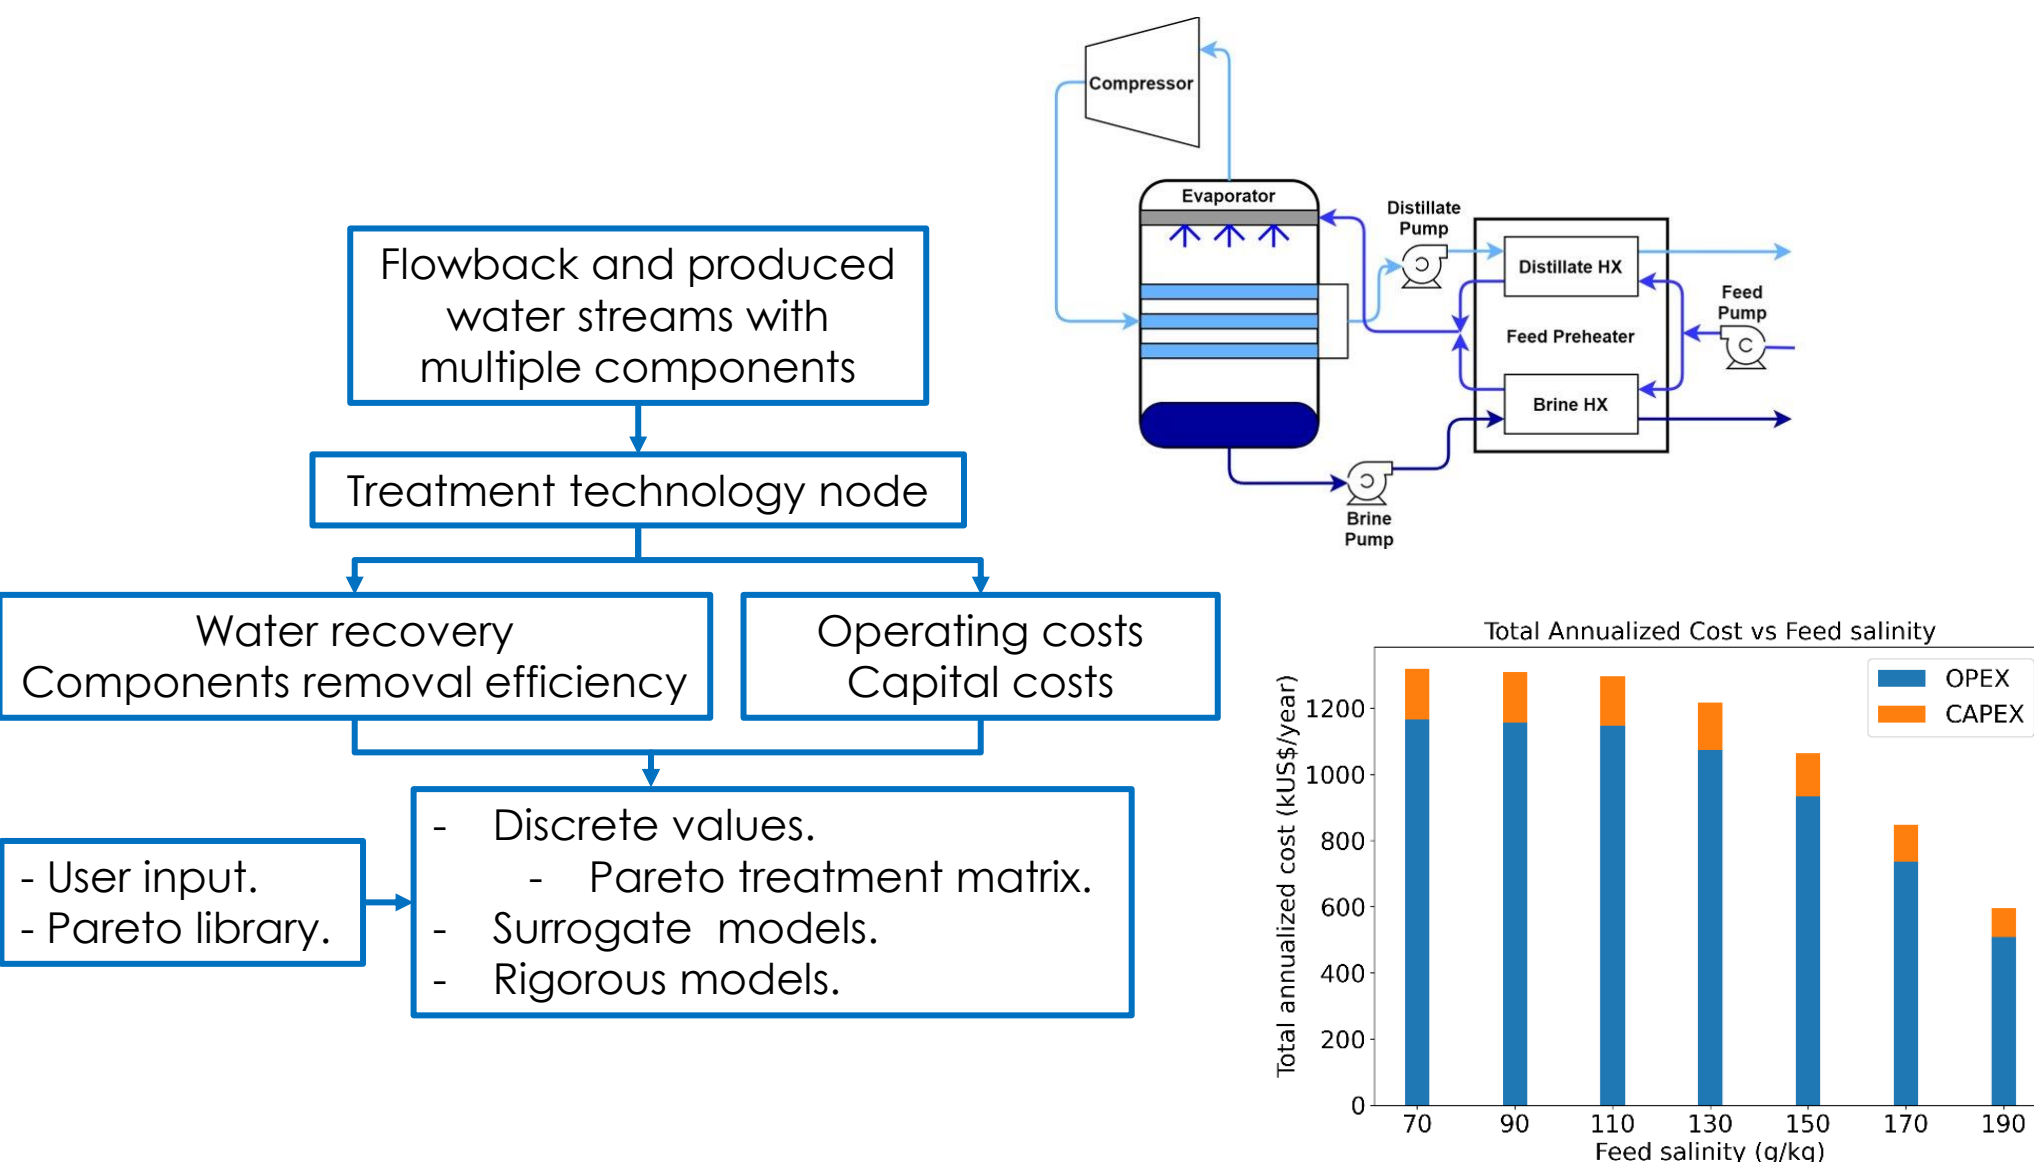 Compressor
Evaporator
Distillate
Pump
Distillate HX
Feed
Pump
Feed Preheater
Brine HX
Brine
Pump
Flowback and produced
water streams with
multiple components
Treatment technology node
Water recovery
Components removal efficiency
Operating costs
Capital costs
- User input.
- Pareto library.
- Discrete values.
- Pareto treatment matrix.
- Surrogate models.
- Rigorous models.
Total Annualized Cost vs Feed salinity
OPEX
CAPEX
Total annualized cost (kUS$/year)
1200
1000
800
600
400
200
0
70 90 110 130 150 170 190
Feed salinity (g/kg)